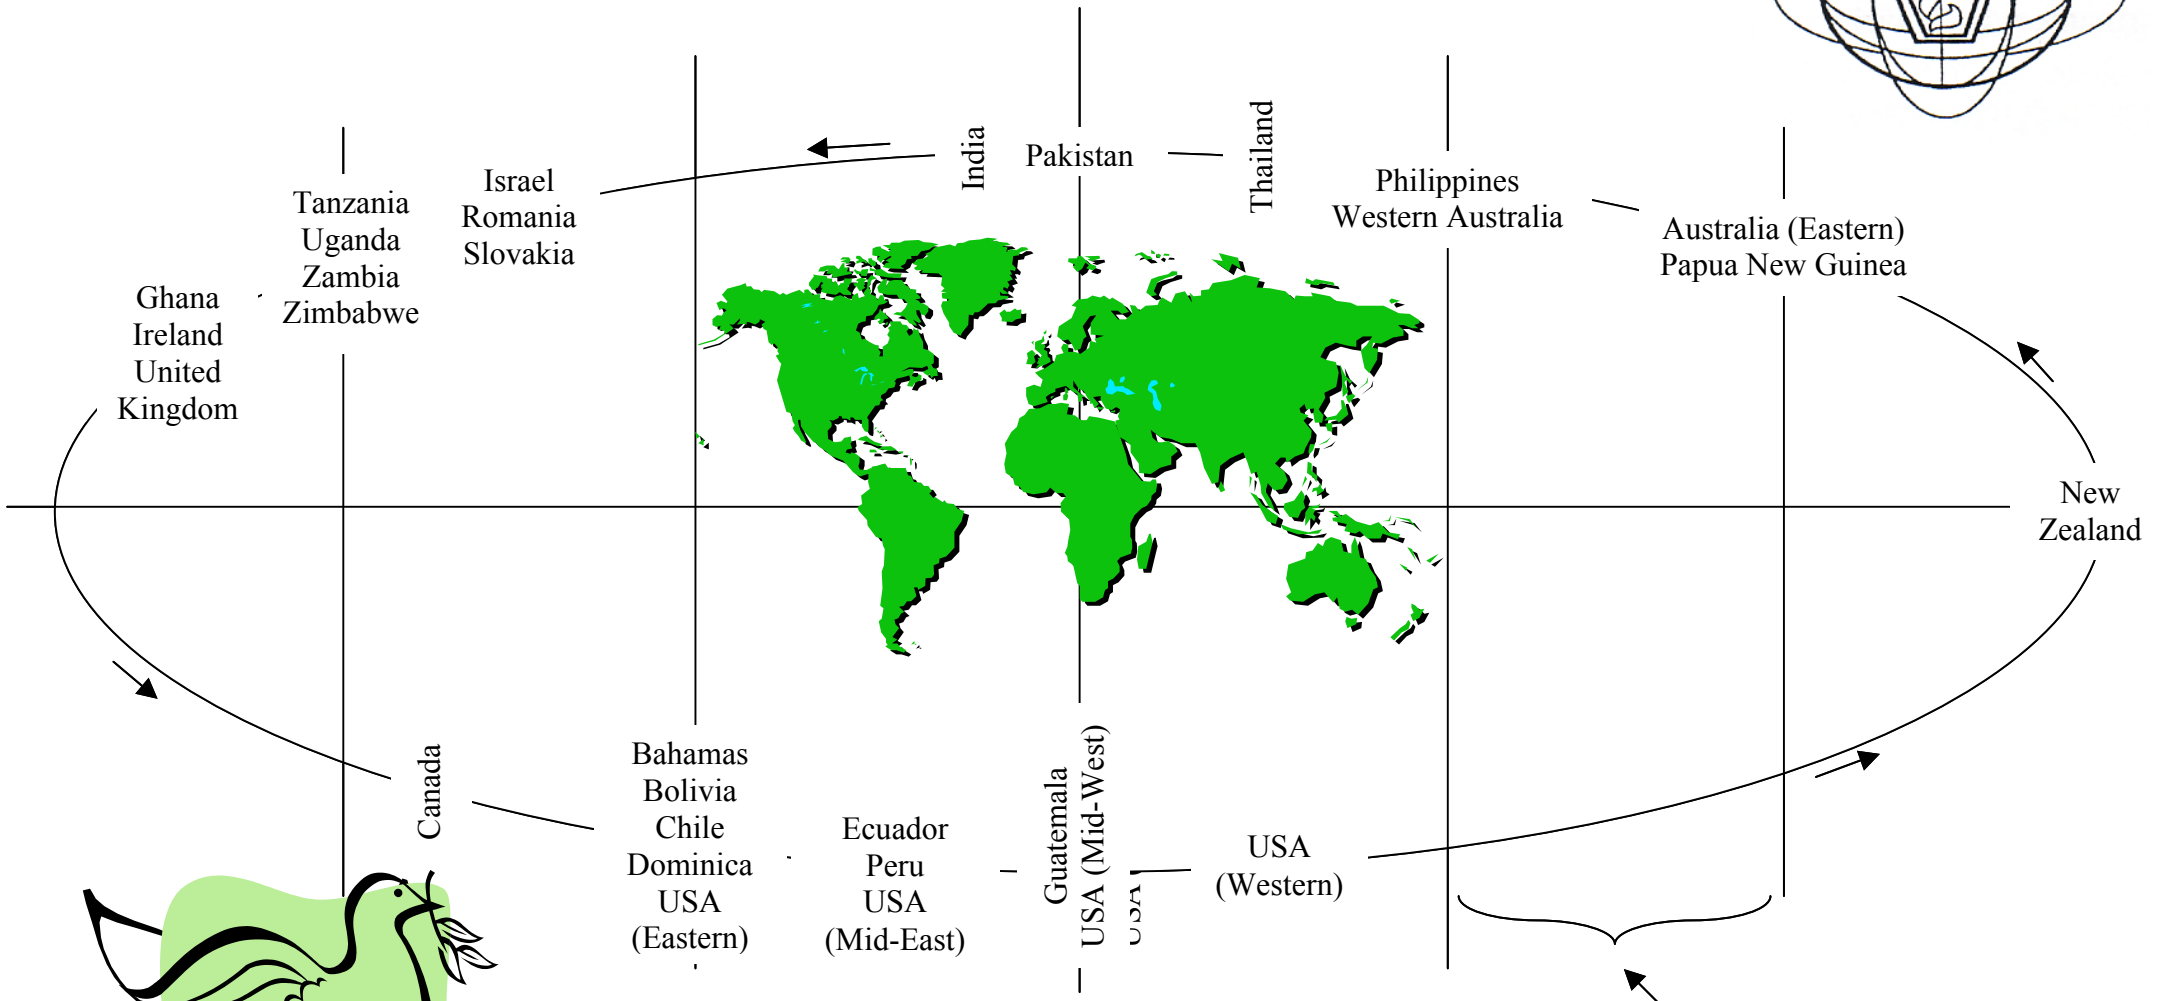 India
Pakistan
Thailand
Israel
Romania
Slovakia
Philippines
Western Australia
Tanzania
Uganda
Zambia
Zimbabwe
Australia (Eastern)
Papua New Guinea
Ghana
Ireland
United
Kingdom
New
Zealand
Canada
Bahamas
Bolivia
Chile
Dominica
USA
(Eastern)
Ecuador
Peru
USA
(Mid-East)
Guatemala
USA (Mid-West)
USA
USA
(Western)